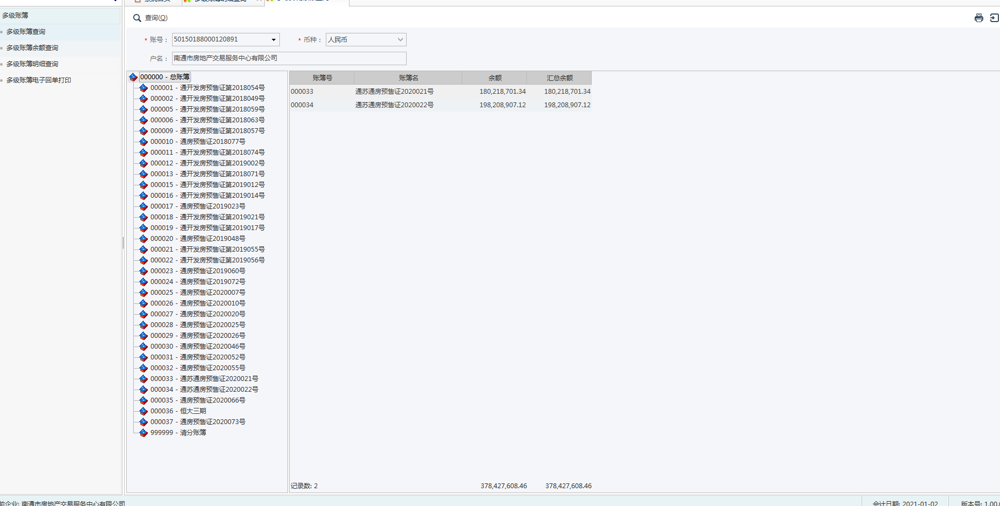 多级账簿
多级账簿查询
多级账簿余额查询
多级账簿明细查询
多级账簿电子回单打印
查询(Q)
* 账号： 50150188000120891 * 币种： 人民币
户名： 南通市房地产交易服务中心有限公司
000000 - 总账簿
000001 - 通开发房预售证第2018054号
000002 - 通开发房预售证第2018049号
000005 - 通开发房预售证第2018059号
000006 - 通开发房预售证第2018063号
000009 - 通开发房预售证第2018057号
000010 - 通房预售证2018077号
000011 - 通开发房预售证第2018074号
000012 - 通开发房预售证第2019002号
000013 - 通开发房预售证第2018071号
000015 - 通开发房预售证第2019012号
000016 - 通开发房预售证第2019014号
000017 - 通房预售证2019023号
000018 - 通开发房预售证第2019021号
000019 - 通开发房预售证第2019017号
000020 - 通房预售证2019048号
000021 - 通开发房预售证第2019055号
000022 - 通开发房预售证第2019056号
000023 - 通房预售证2019060号
000024 - 通房预售证2019072号
000025 - 通房预售证2020007号
000026 - 通房预售证2020010号
000027 - 通房预售证2020020号
000028 - 通房预售证2020025号
000029 - 通房预售证2020026号
000030 - 通房预售证2020046号
000031 - 通房预售证2020052号
000032 - 通房预售证2020055号
000033 - 通苏通房预售证2020021号
000034 - 通苏通房预售证2020022号
000035 - 通房预售证2020066号
000036 - 恒大三期
000037 - 通房预售证2020073号
999999 - 清分账簿
账簿号 账簿名 余额 汇总余额
000033 通苏通房预售证2020021号 180,218,701.34 180,218,701.34
000034 通苏通房预售证2020022号 198,208,907.12 198,208,907.12
记录数: 2 378,427,608.46 378,427,608.46
前企业: 南通市房地产交易服务中心有限公司 会计日期: 2021-01-02 版本号: 1.00.